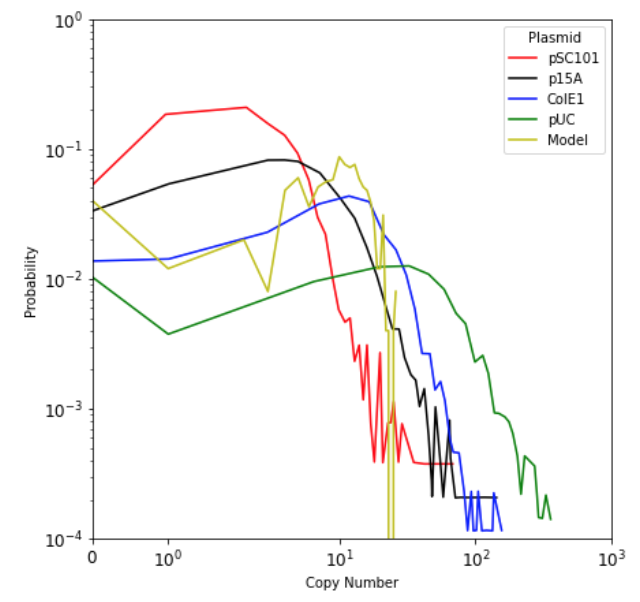 10^0
10^-1
10^-2
10^-3
10^-4
Probability
Plasmid
pSC101
p15A
ColE1
pUC
Model
0 10^0 10^1 10^2 10^3
Copy Number